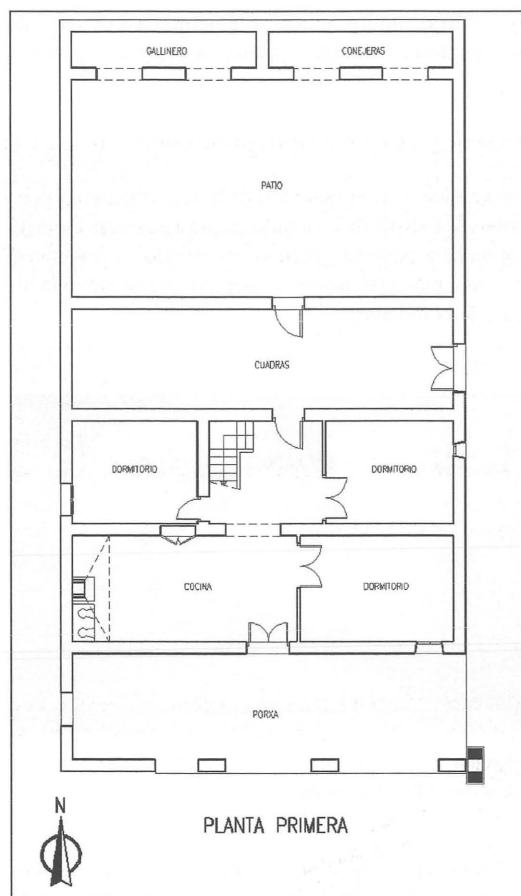 GALLINERO
CONEJERAS
PATIO
CUADRAS
DORMITORIO
DORMITORIO
COCINA
DORMITORIO
PORXA
N
PLANTA PRIMERA